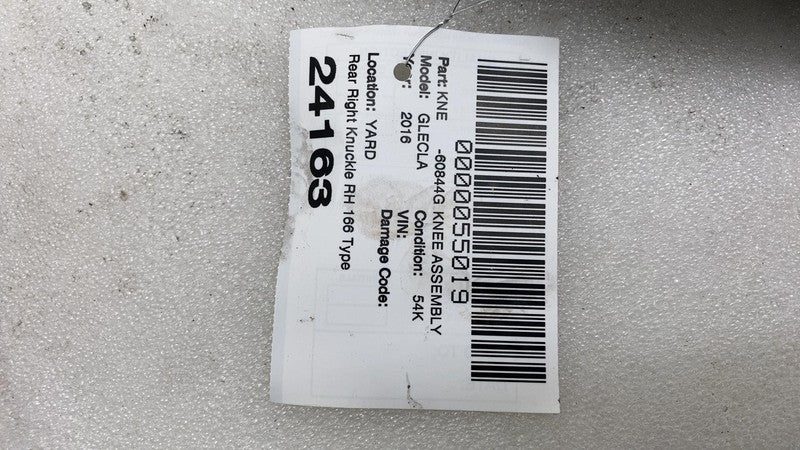 0000055019
Part: KNE -60844G KNEE ASSEMBLY
Model: GLECLA Condition: 54K
Year: 2016 VIN:
Damage Code:
Location: YARD
Rear Right Knuckle RH 166 Type
24163